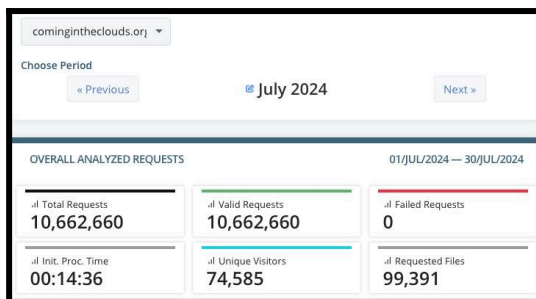 comingintheclouds.org
Choose Period
« Previous
July 2024
Next »
OVERALL ANALYZED REQUESTS
01/JUL/2024 — 30/JUL/2024
Total Requests
Valid Requests
Failed Requests
10,662,660
10,662,660
0
Init. Proc. Time
Unique Visitors
Requested Files
00:14:36
74,585
99,391